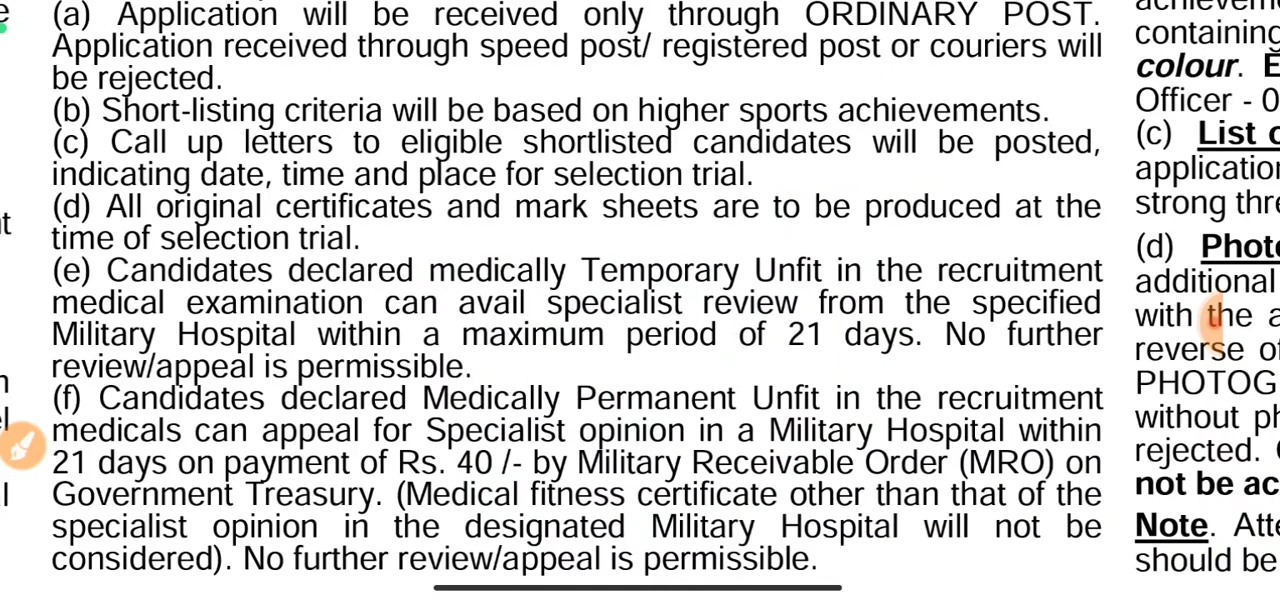 (a) Application will be received only through ORDINARY POST.
Application received through speed post/ registered post or couriers will
be rejected.
(b) Short-listing criteria will be based on higher sports achievements.
(c) Call up letters to eligible shortlisted candidates will be posted,
indicating date, time and place for selection trial.
(d) All original certificates and mark sheets are to be produced at the
time of selection trial.
(e) Candidates declared medically Temporary Unfit in the recruitment
medical examination can avail specialist review from the specified
Military Hospital within a maximum period of 21 days. No further
review/appeal is permissible.
(f) Candidates declared Medically Permanent Unfit in the recruitment
medicals can appeal for Specialist opinion in a Military Hospital within
21 days on payment of Rs. 40 /- by Military Receivable Order (MRO) on
Government Treasury. (Medical fitness certificate other than that of the
specialist opinion in the designated Military Hospital will not be
considered). No further review/appeal is permissible.
containing
colour.
Officer - 0
(c) List
(d)
additional
with the a
reverse
PHOTOG
without
rejected.
not be
Note.
should be